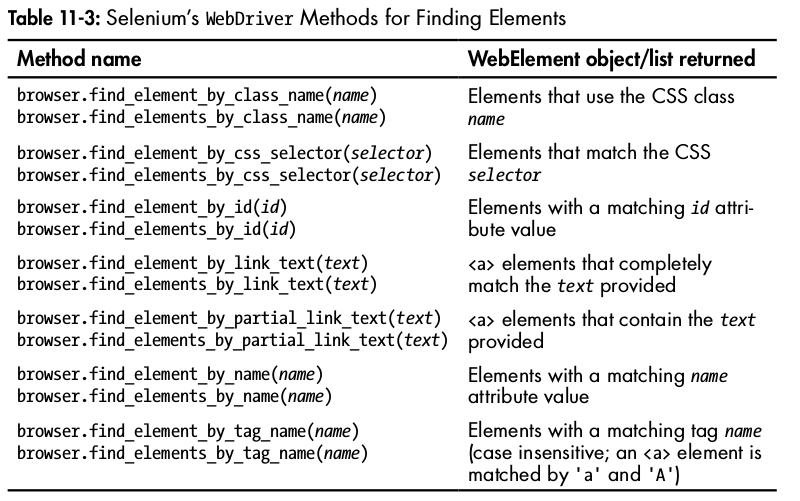 Table 11-3: Selenium's WebDriver Methods for Finding Elements
Method name
WebElement object/list returned
browser.find_element_by_class_name(name)
browser.find_elements_by_class_name(name)
Elements that use the CSS class
name
browser.find_element_by_css_selector(selector)
browser.find_elements_by_css_selector(selector)
Elements that match the CSS
selector
browser.find_element_by_id(id)
browser.find_elements_by_id(id)
Elements with a matching id attri-
bute value
browser.find_element_by_link_text(text)
browser.find_elements_by_link_text(text)
<a> elements that completely
match the text provided
browser.find_element_by_partial_link_text(text)
browser.find_elements_by_partial_link_text(text)
<a> elements that contain the text
provided
browser.find_element_by_name(name)
browser.find_elements_by_name(name)
Elements with a matching name
attribute value
browser.find_element_by_tag_name(name)
browser.find_elements_by_tag_name(name)
Elements with a matching tag name
(case insensitive; an <a> element is
matched by 'a' and 'A')